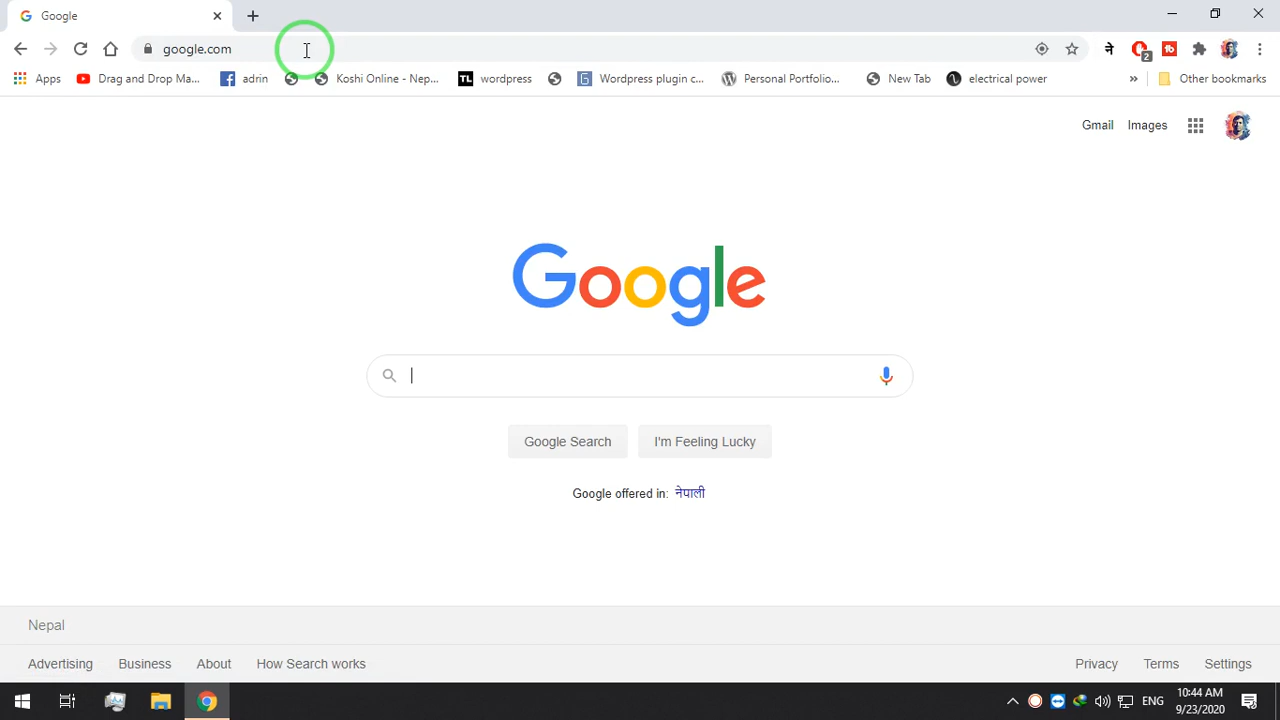 Google
google.com
2
Apps Drag and Drop Ma... adrin Koshi Online - Nep... TL wordpress Wordpress plugin c... Personal Portfolio... New Tab electrical power » Other bookmarks
Gmail Images
Google
Google Search I'm Feeling Lucky
Google offered in: नेपाली
Nepal
Advertising Business About How Search works Privacy Terms Settings
ENG 10:44 AM
9/23/2020